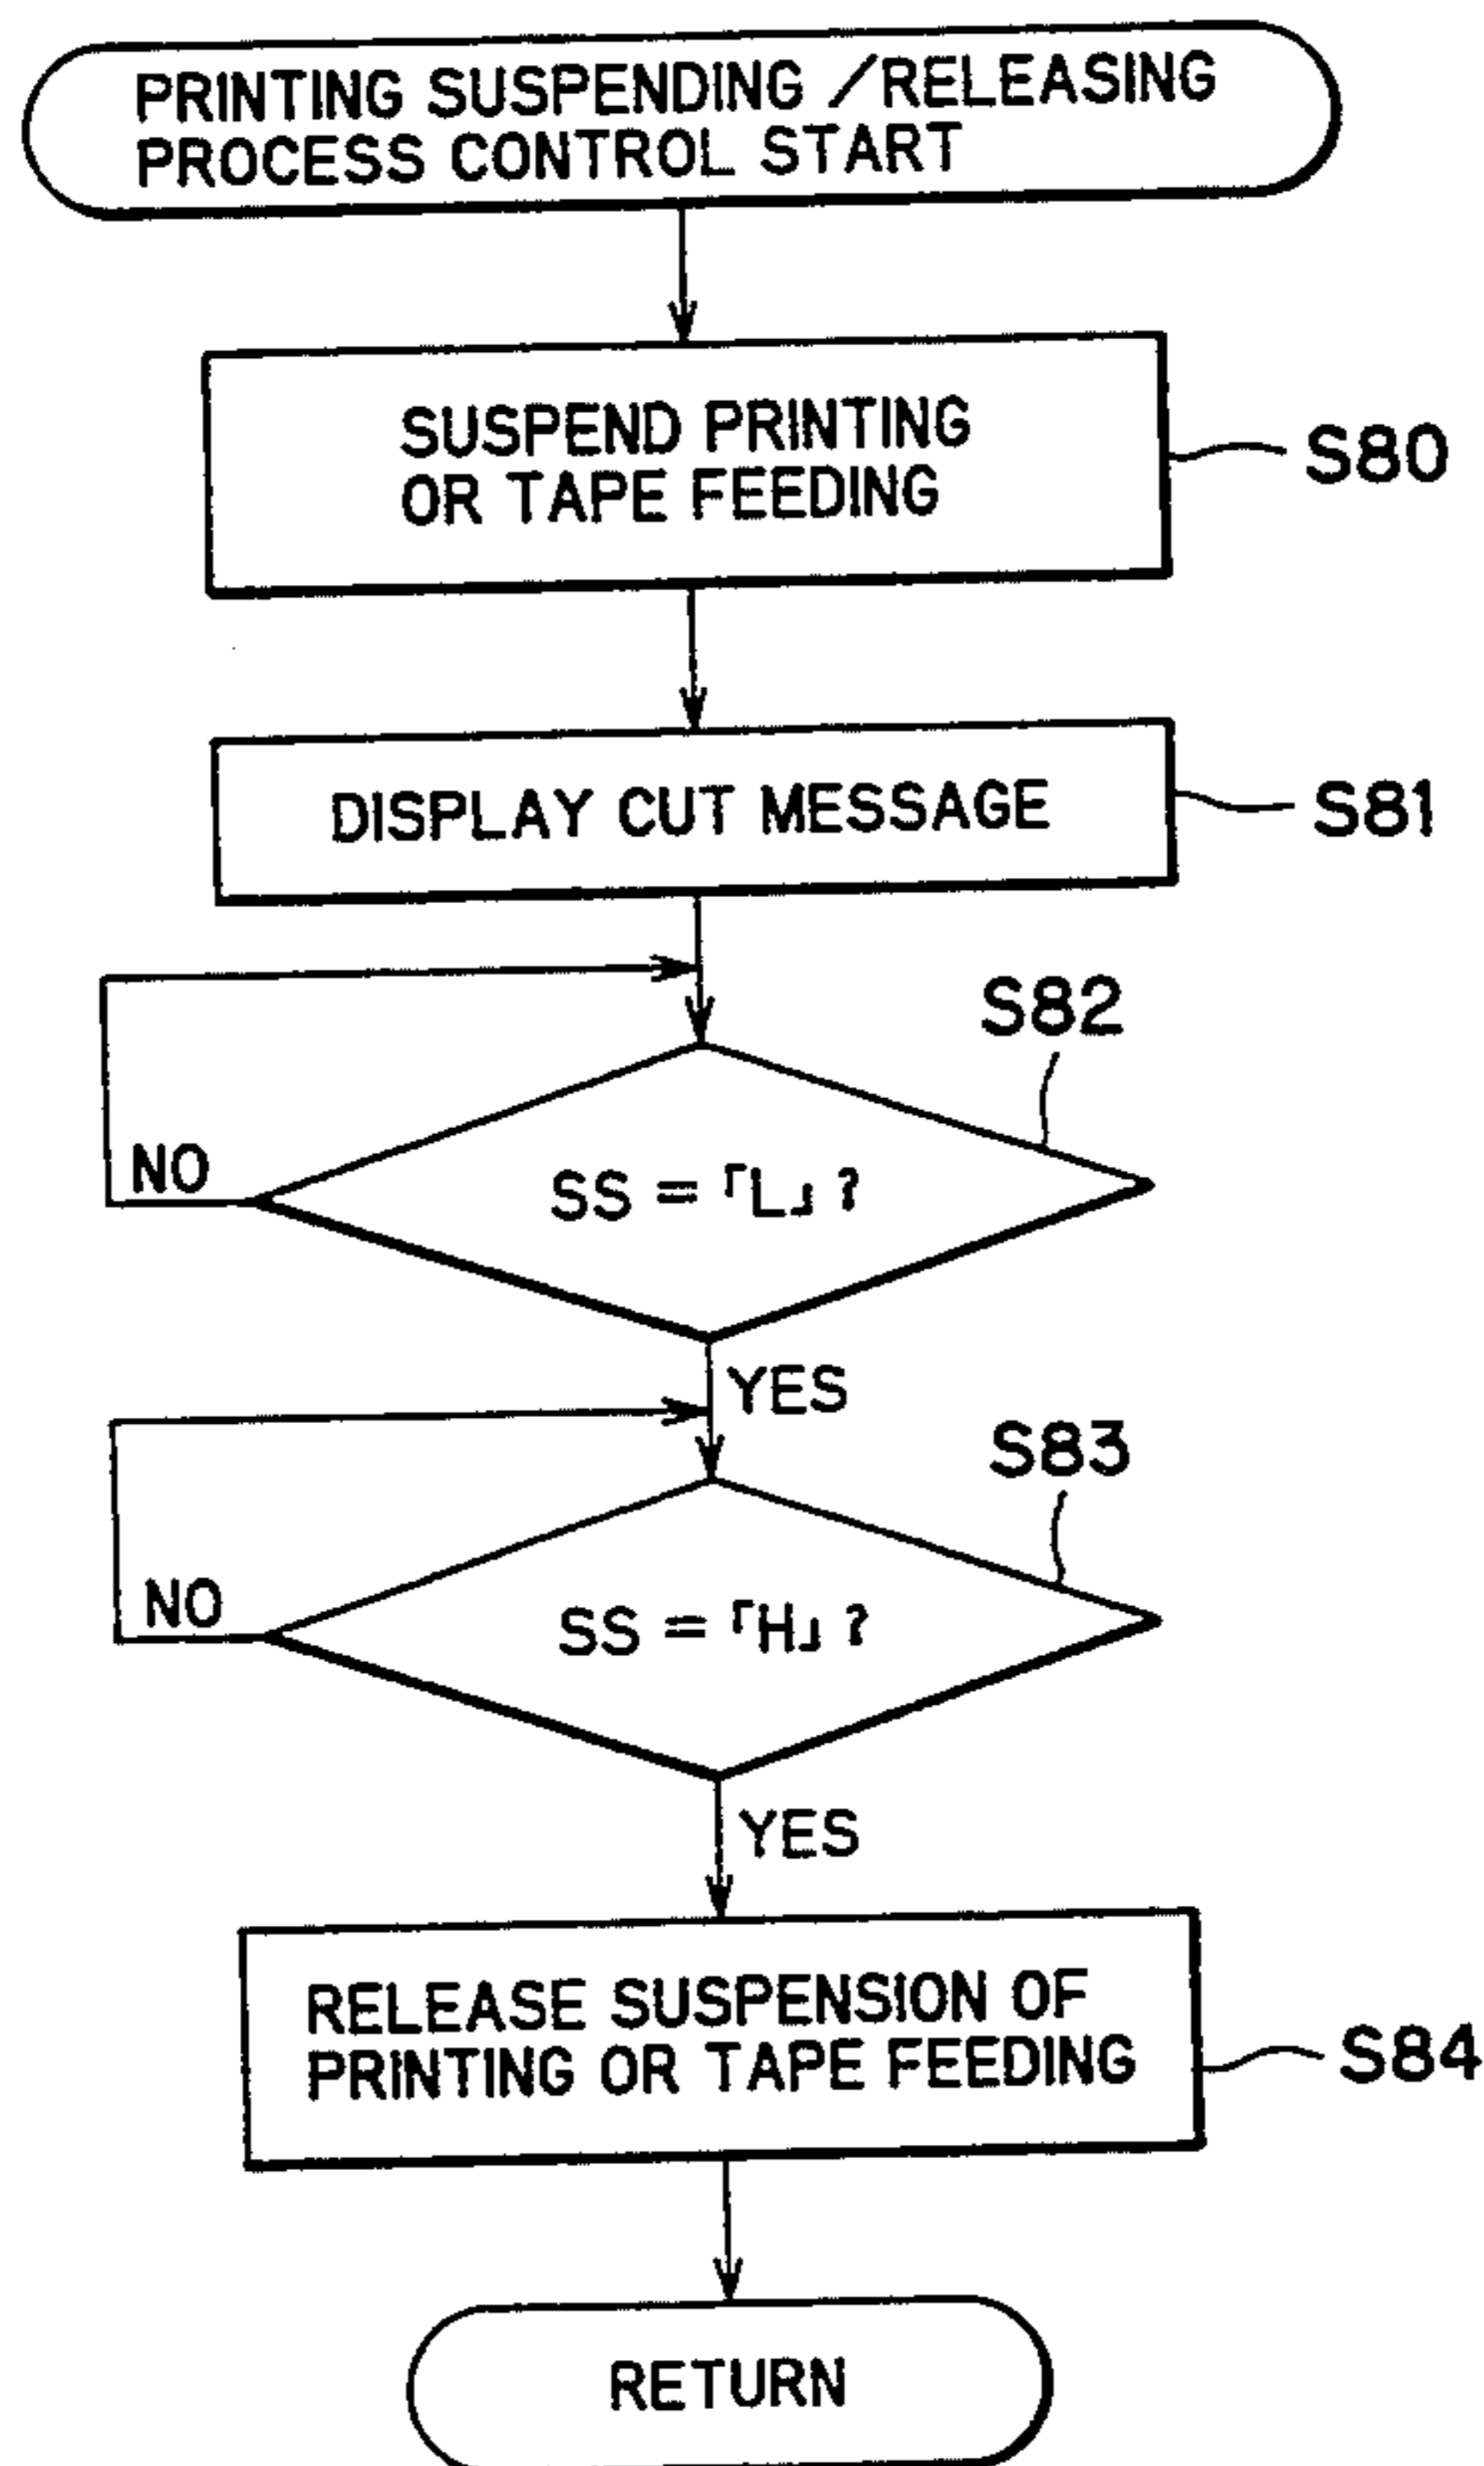 PRINTING SUSPENDING /RELEASING
PROCESS CONTROL START
SUSPEND PRINTING
OR TAPE FEEDING
S80
DISPLAY CUT MESSAGE
S81
S82
NO
SS = 「L」 ?
YES
S83
NO
SS = 「H」 ?
YES
RELEASE SUSPENSION OF
PRINTING OR TAPE FEEDING
S84
RETURN